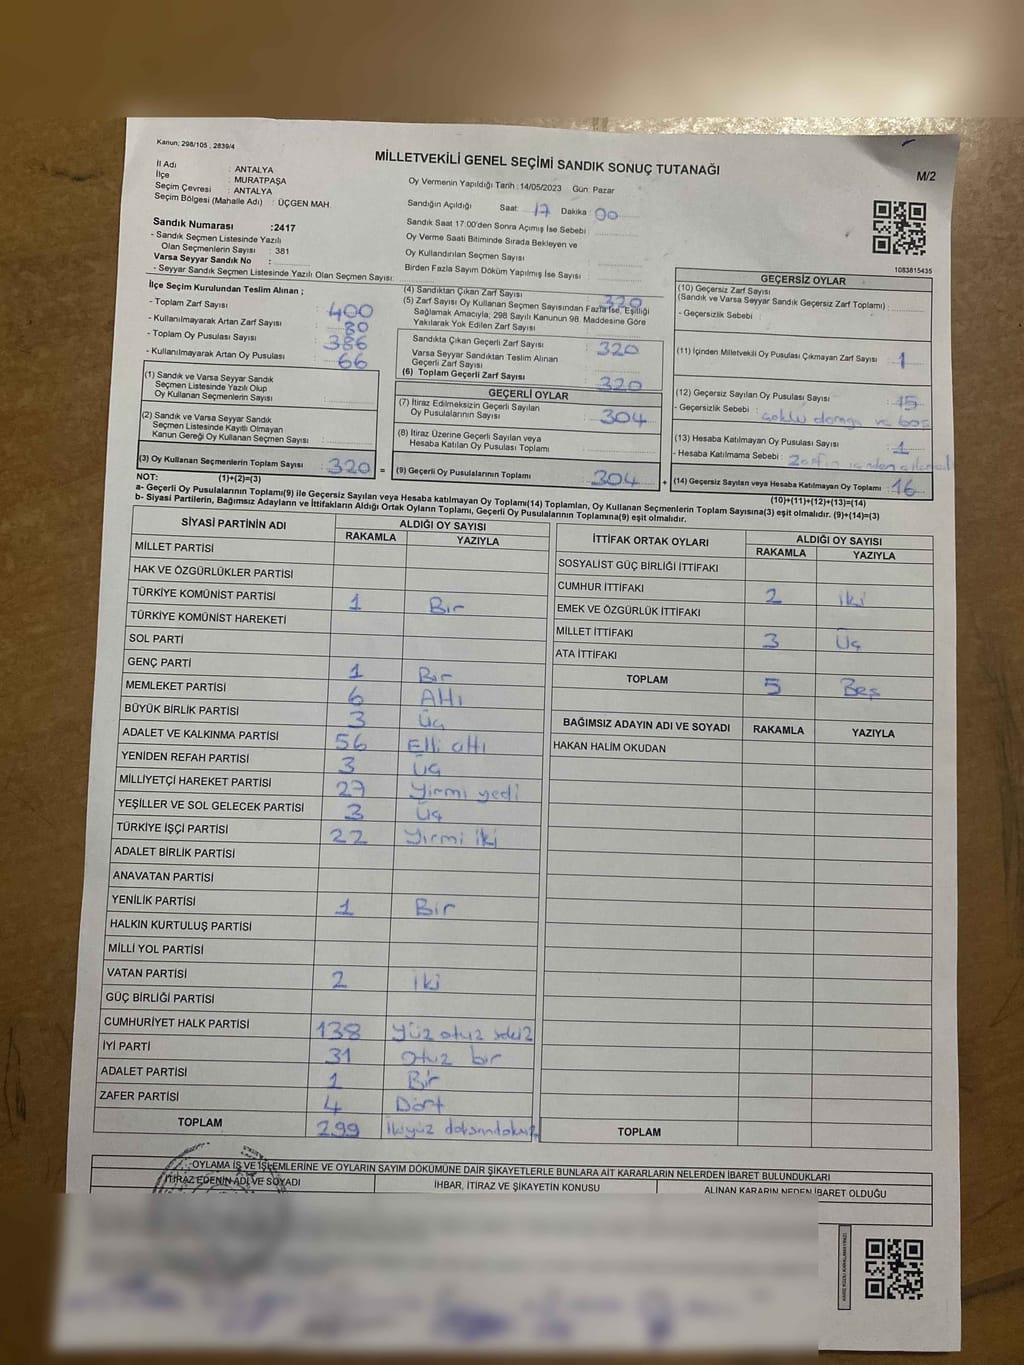 Kanun; 298/105 , 2839/4
MİLLETVEKİLİ GENEL SEÇİMİ SANDIK SONUÇ TUTANAĞI
M/2
İl Adı : ANTALYA
İlçe : MURATPAŞA
Seçim Çevresi : ANTALYA
Seçim Bölgesi (Mahalle Adı) : ÜÇGEN MAH.
Oy Vermenin Yapıldığı Tarih :14/05/2023 Gün: Pazar
Sandığın Açıldığı Saat: 17 Dakika 00
Sandık Saat 17:00'den Sonra Açımış İse Sebebi :
Oy Verme Saati Bitiminde Sırada Bekleyen ve
Oy Kullandırılan Seçmen Sayısı
Birden Fazla Sayım Döküm Yapılmış İse Sayısı :
1083815435
Sandık Numarası :2417
- Sandık Seçmen Listesinde Yazılı
Olan Seçmenlerin Sayısı : 381
Varsa Seyyar Sandık No :
- Seyyar Sandık Seçmen Listesinde Yazılı Olan Seçmen Sayısı:
İlçe Seçim Kurulundan Teslim Alınan ;
- Toplam Zarf Sayısı : 400
- Kullanılmayarak Artan Zarf Sayısı : 80
- Toplam Oy Pusulası Sayısı : 386
- Kullanılmayarak Artan Oy Pusulası : 66
(1) Sandık ve Varsa Seyyar Sandık
Seçmen Listesinde Yazılı Olup
Oy Kullanan Seçmenlerin Sayısı :
(2) Sandık ve Varsa Seyyar Sandık
Seçmen Listesinde Kayıtlı Olmayan
Kanun Gereği Oy Kullanan Seçmen Sayısı :
(3) Oy Kullanan Seçmenlerin Toplam Sayısı : 320 =
(1)+(2)=(3)
(4) Sandıktan Çıkan Zarf Sayısı 320
(5) Zarf Sayısı Oy Kullanan Seçmen Sayısından Fazla İse, Eşitliği
Sağlamak Amacıyla; 298 Sayılı Kanunun 98. Maddesine Göre
Yakılarak Yok Edilen Zarf Sayısı :
Sandıkta Çıkan Geçerli Zarf Sayısı : 320
Varsa Seyyar Sandıktan Teslim Alınan
Geçerli Zarf Sayısı :
(6) Toplam Geçerli Zarf Sayısı : 320
GEÇERLİ OYLAR
(7) İtiraz Edilmeksizin Geçerli Sayılan
Oy Pusulalarının Sayısı : 304
(8) İtiraz Üzerine Geçerli Sayılan veya
Hesaba Katılan Oy Pusulası Toplamı :
(9) Geçerli Oy Pusulalarının Toplamı : 304 +
GEÇERSİZ OYLAR
(10) Geçersiz Zarf Sayısı
(Sandık ve Varsa Seyyar Sandık Geçersiz Zarf Toplamı) :
- Geçersizlik Sebebi :
(11) İçinden Milletvekili Oy Pusulası Çıkmayan Zarf Sayısı : 1
(12) Geçersiz Sayılan Oy Pusulası Sayısı : 15
- Geçersizlik Sebebi : çoklu damga ve boş
(13) Hesaba Katılmayan Oy Pusulası Sayısı : 1
- Hesaba Katılmama Sebebi : Zarfın
(14) Geçersiz Sayılan veya Hesaba Katılmayan Oy Toplamı : 16
(10)+(11)+(12)+(13)=(14)
NOT:
a- Geçerli Oy Pusulalarının Toplamı(9) ile Geçersiz Sayılan veya Hesaba katılmayan Oy Toplamı(14) Toplamları, Oy Kullanan Seçmenlerin Toplam Sayısına(3) eşit olmalıdır. (9)+(14)=(3)
b- Siyasi Partilerin, Bağımsız Adayların ve İttifakların Aldığı Ortak Oyların Toplamı, Geçerli Oy Pusulalarının Toplamına(9) eşit olmalıdır.
SİYASİ PARTİNİN ADI ALDIĞI OY SAYISI
RAKAMLA YAZIYLA
MİLLET PARTİSİ
HAK VE ÖZGÜRLÜKLER PARTİSİ
TÜRKİYE KOMÜNİST PARTİSİ 1 Bir
TÜRKİYE KOMÜNİST HAREKETİ
SOL PARTİ
GENÇ PARTİ 1 Bir
MEMLEKET PARTİSİ 6 Altı
BÜYÜK BİRLİK PARTİSİ 3 Üç
ADALET VE KALKINMA PARTİSİ 56 Elli altı
YENİDEN REFAH PARTİSİ 3 Üç
MİLLİYETÇİ HAREKET PARTİSİ 27 Yirmi yedi
YEŞİLLER VE SOL GELECEK PARTİSİ 3 Üç
TÜRKİYE İŞÇİ PARTİSİ 22 Yirmi iki
ADALET BİRLİK PARTİSİ
ANAVATAN PARTİSİ
YENİLİK PARTİSİ 1 Bir
HALKIN KURTULUŞ PARTİSİ
MİLLİ YOL PARTİSİ
VATAN PARTİSİ 2 iki
GÜÇ BİRLİĞİ PARTİSİ
CUMHURİYET HALK PARTİSİ 138 Yüz otuz sekiz
İYİ PARTİ 31 Otuz bir
ADALET PARTİSİ 1 Bir
ZAFER PARTİSİ 4 Dört
TOPLAM 299 ikiyüz doksandokuz
İTTİFAK ORTAK OYLARI ALDIĞI OY SAYISI
RAKAMLA YAZIYLA
SOSYALİST GÜÇ BİRLİĞİ İTTİFAKI
CUMHUR İTTİFAKI 2 iki
EMEK VE ÖZGÜRLÜK İTTİFAKI
MİLLET İTTİFAKI 3 Üç
ATA İTTİFAKI
TOPLAM 5 Beş
BAĞIMSIZ ADAYIN ADI VE SOYADI RAKAMLA YAZIYLA
HAKAN HALİM OKUDAN
TOPLAM
OYLAMA İŞ VE İŞLEMLERİNE VE OYLARIN SAYIM DÖKÜMÜNE DAİR ŞİKAYETLERLE BUNLARA AİT KARARLARIN NELERDEN İBARET BULUNDUKLARI
İTİRAZ EDENİN ADI VE SOYADI İHBAR, İTİRAZ VE ŞİKAYETİN KONUSU ALINAN KARARIN NEDEN İBARET OLDUĞU